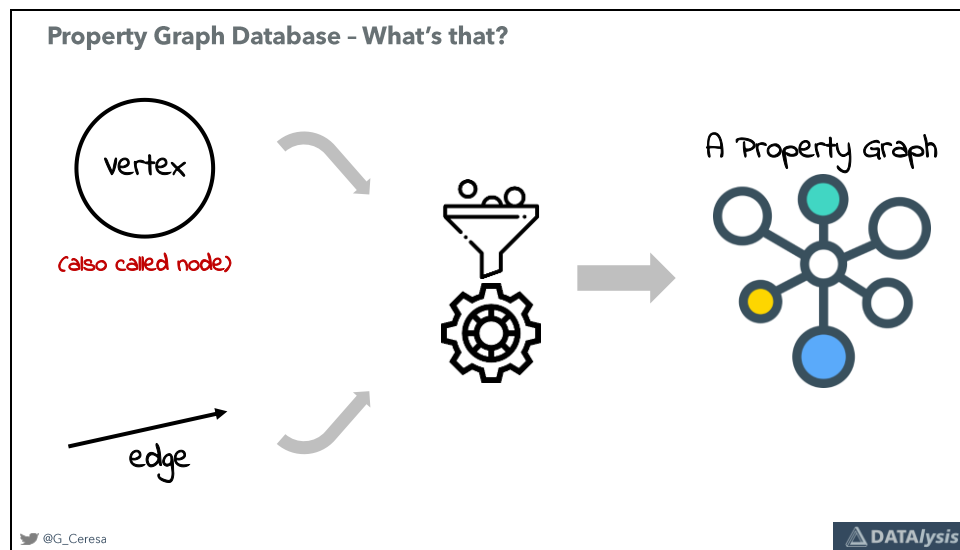 Property Graph Database – What's that?
vertex
(also called node)
edge
A Property Graph
@G_Ceresa
DATAlysis